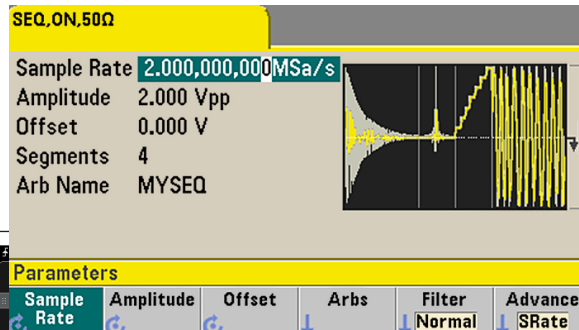 SEQ,ON,50Ω
Sample Rate 2.000,000,000MSa/s
Amplitude 2.000 Vpp
Offset 0.000 V
Segments 4
Arb Name MYSEQ
Parameters
Sample Rate Amplitude Offset Arbs Filter Normal Advance SRate